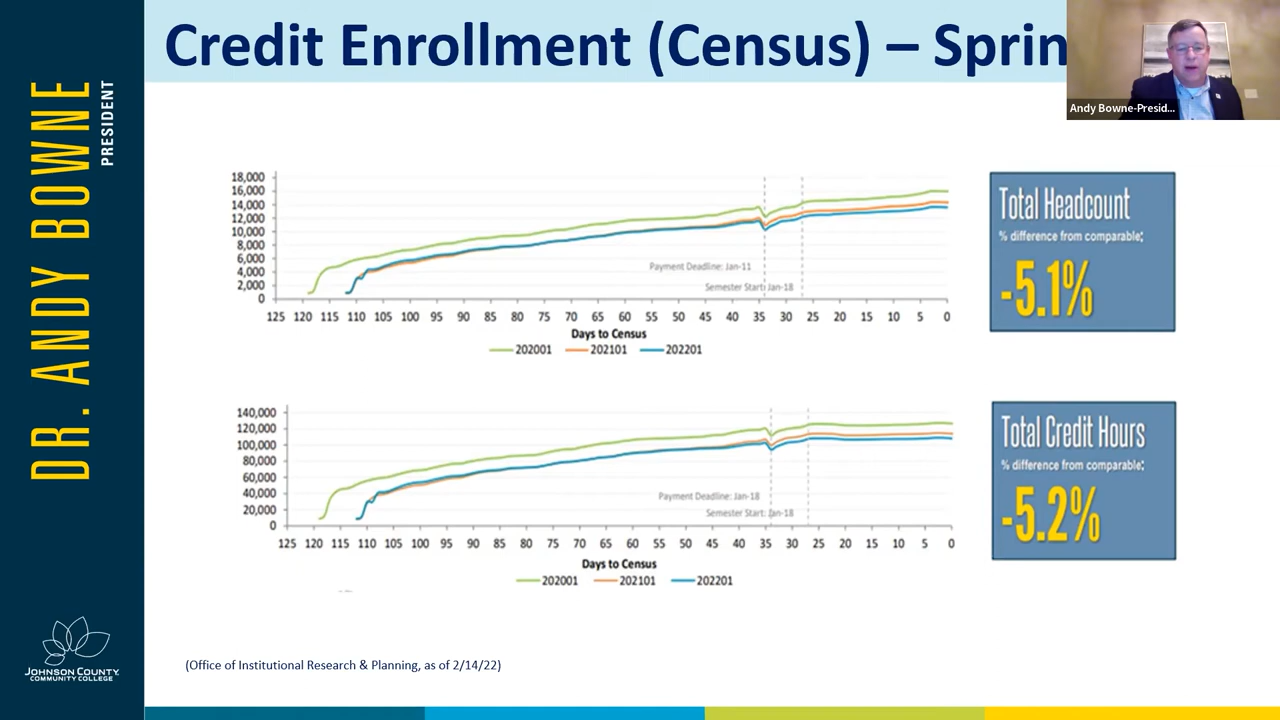 Credit Enrollment (Census) – Sprin
Andy Bowne-Presid...
DR. ANDY BOWNE
PRESIDENT
18,000
16,000
14,000
12,000
10,000
8,000
6,000
4,000
2,000
0
Payment Deadline: Jan-11
Semester Start: Jan-18
125 120 115 110 105 100 95 90 85 80 75 70 65 60 55 50 45 40 35 30 25 20 15 10 5 0
Days to Census
202001 202101 202201
Total Headcount
% difference from comparable:
-5.1%
140,000
120,000
100,000
80,000
60,000
40,000
20,000
0
Payment Deadline: Jan-18
Semester Start: Jan-18
125 120 115 110 105 100 95 90 85 80 75 70 65 60 55 50 45 40 35 30 25 20 15 10 5 0
Days to Census
202001 202101 202201
Total Credit Hours
% difference from comparable:
-5.2%
(Office of Institutional Research & Planning, as of 2/14/22)
JOHNSON COUNTY
COMMUNITY COLLEGE